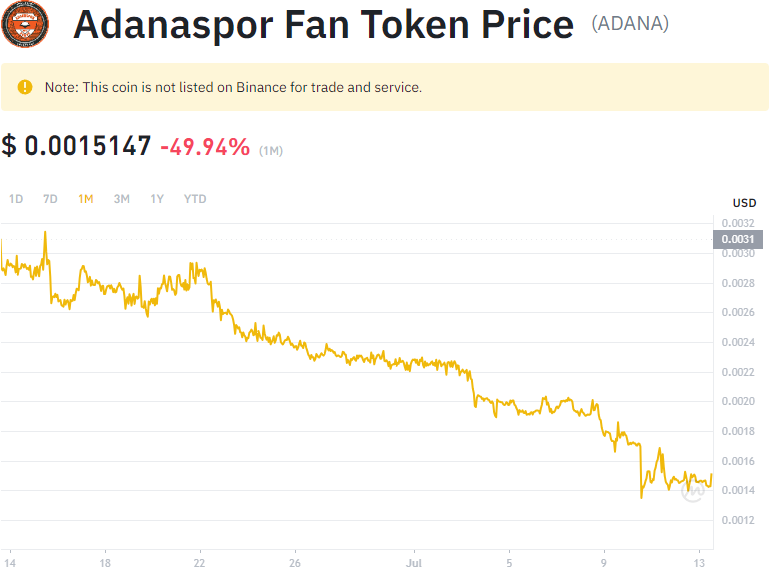 Adanaspor Fan Token Price (ADANA)
Note: This coin is not listed on Binance for trade and service.
$ 0.0015147 -49.94% (1M)
1D 7D 1M 3M 1Y YTD
USD
0.0032
0.0031
0.0030
0.0028
0.0026
0.0024
0.0022
0.0020
0.0018
0.0016
0.0014
0.0012
14 18 22 26 Jul 5 9 13